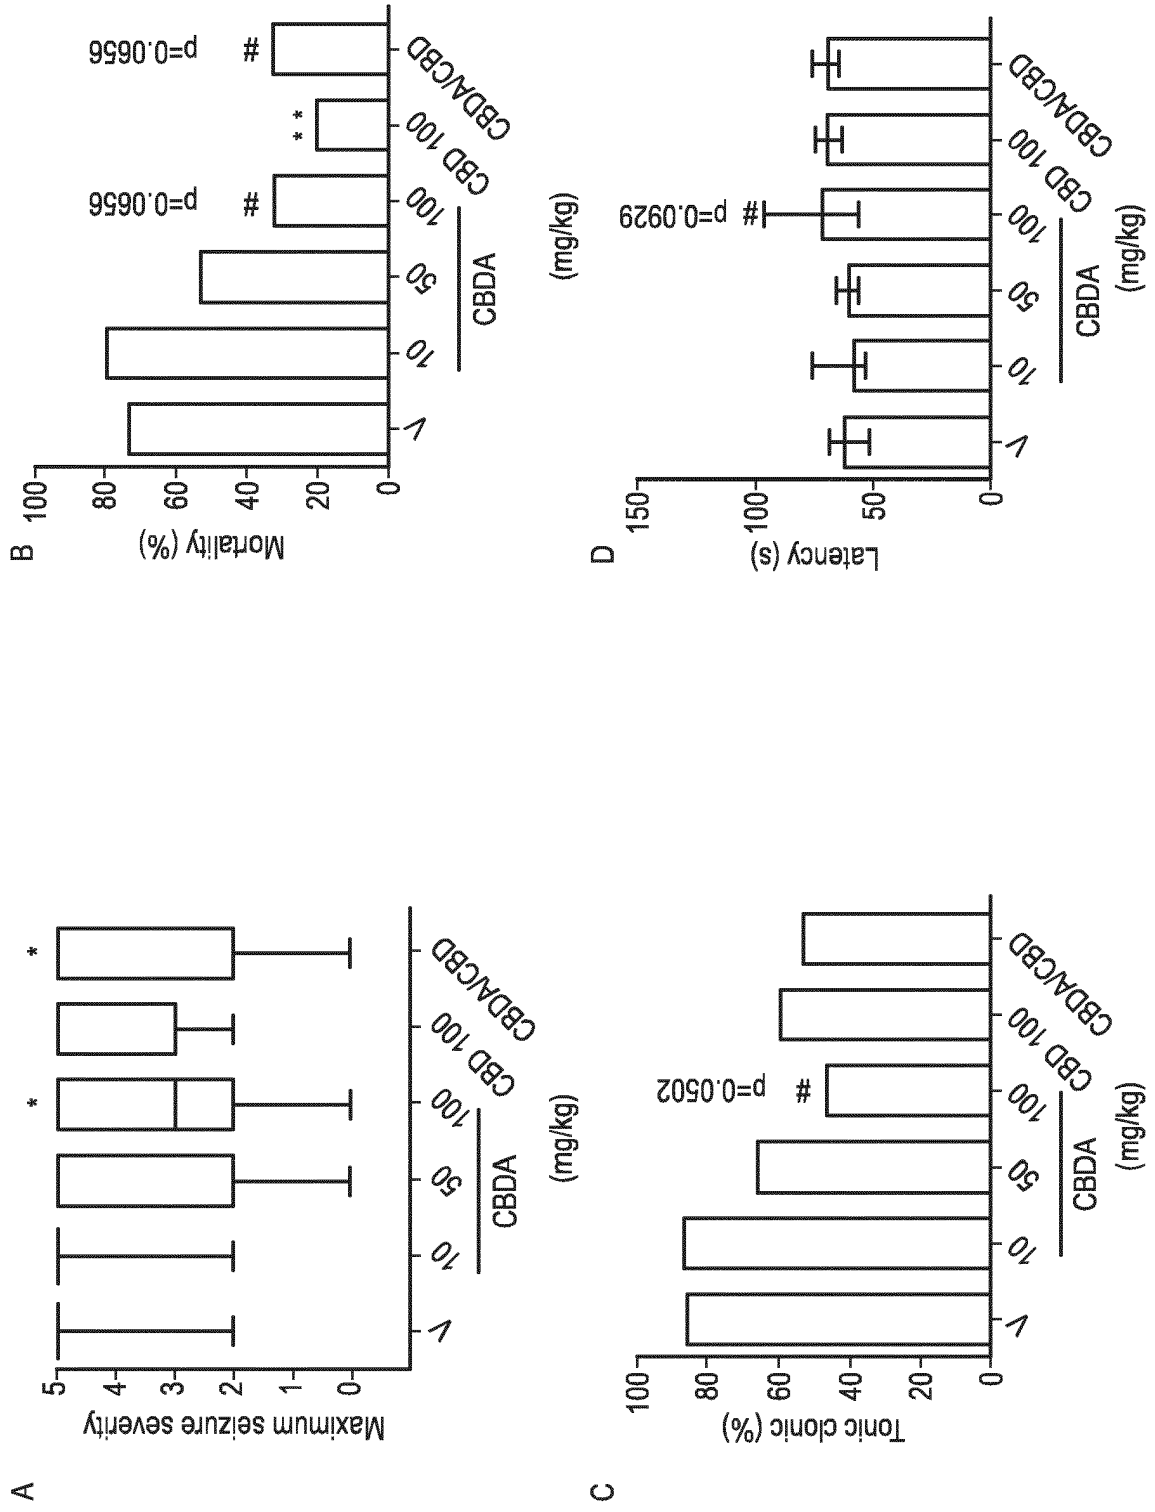 A
Maximum seizure severity
5
4
3
2
1
0
*
*
V
10
50
100
CBD 100
CBDA/CBD
CBDA
(mg/kg)
B
Mortality (%)
100
80
60
40
20
0
p=0.0656
#
**
p=0.0656
#
V
10
50
100
CBD 100
CBDA/CBD
CBDA
(mg/kg)
C
Tonic clonic (%)
100
80
60
40
20
0
p=0.0502
#
V
10
50
100
CBD 100
CBDA/CBD
CBDA
(mg/kg)
D
Latency (s)
150
100
50
0
p=0.0929
#
V
10
50
100
CBD 100
CBDA/CBD
CBDA
(mg/kg)